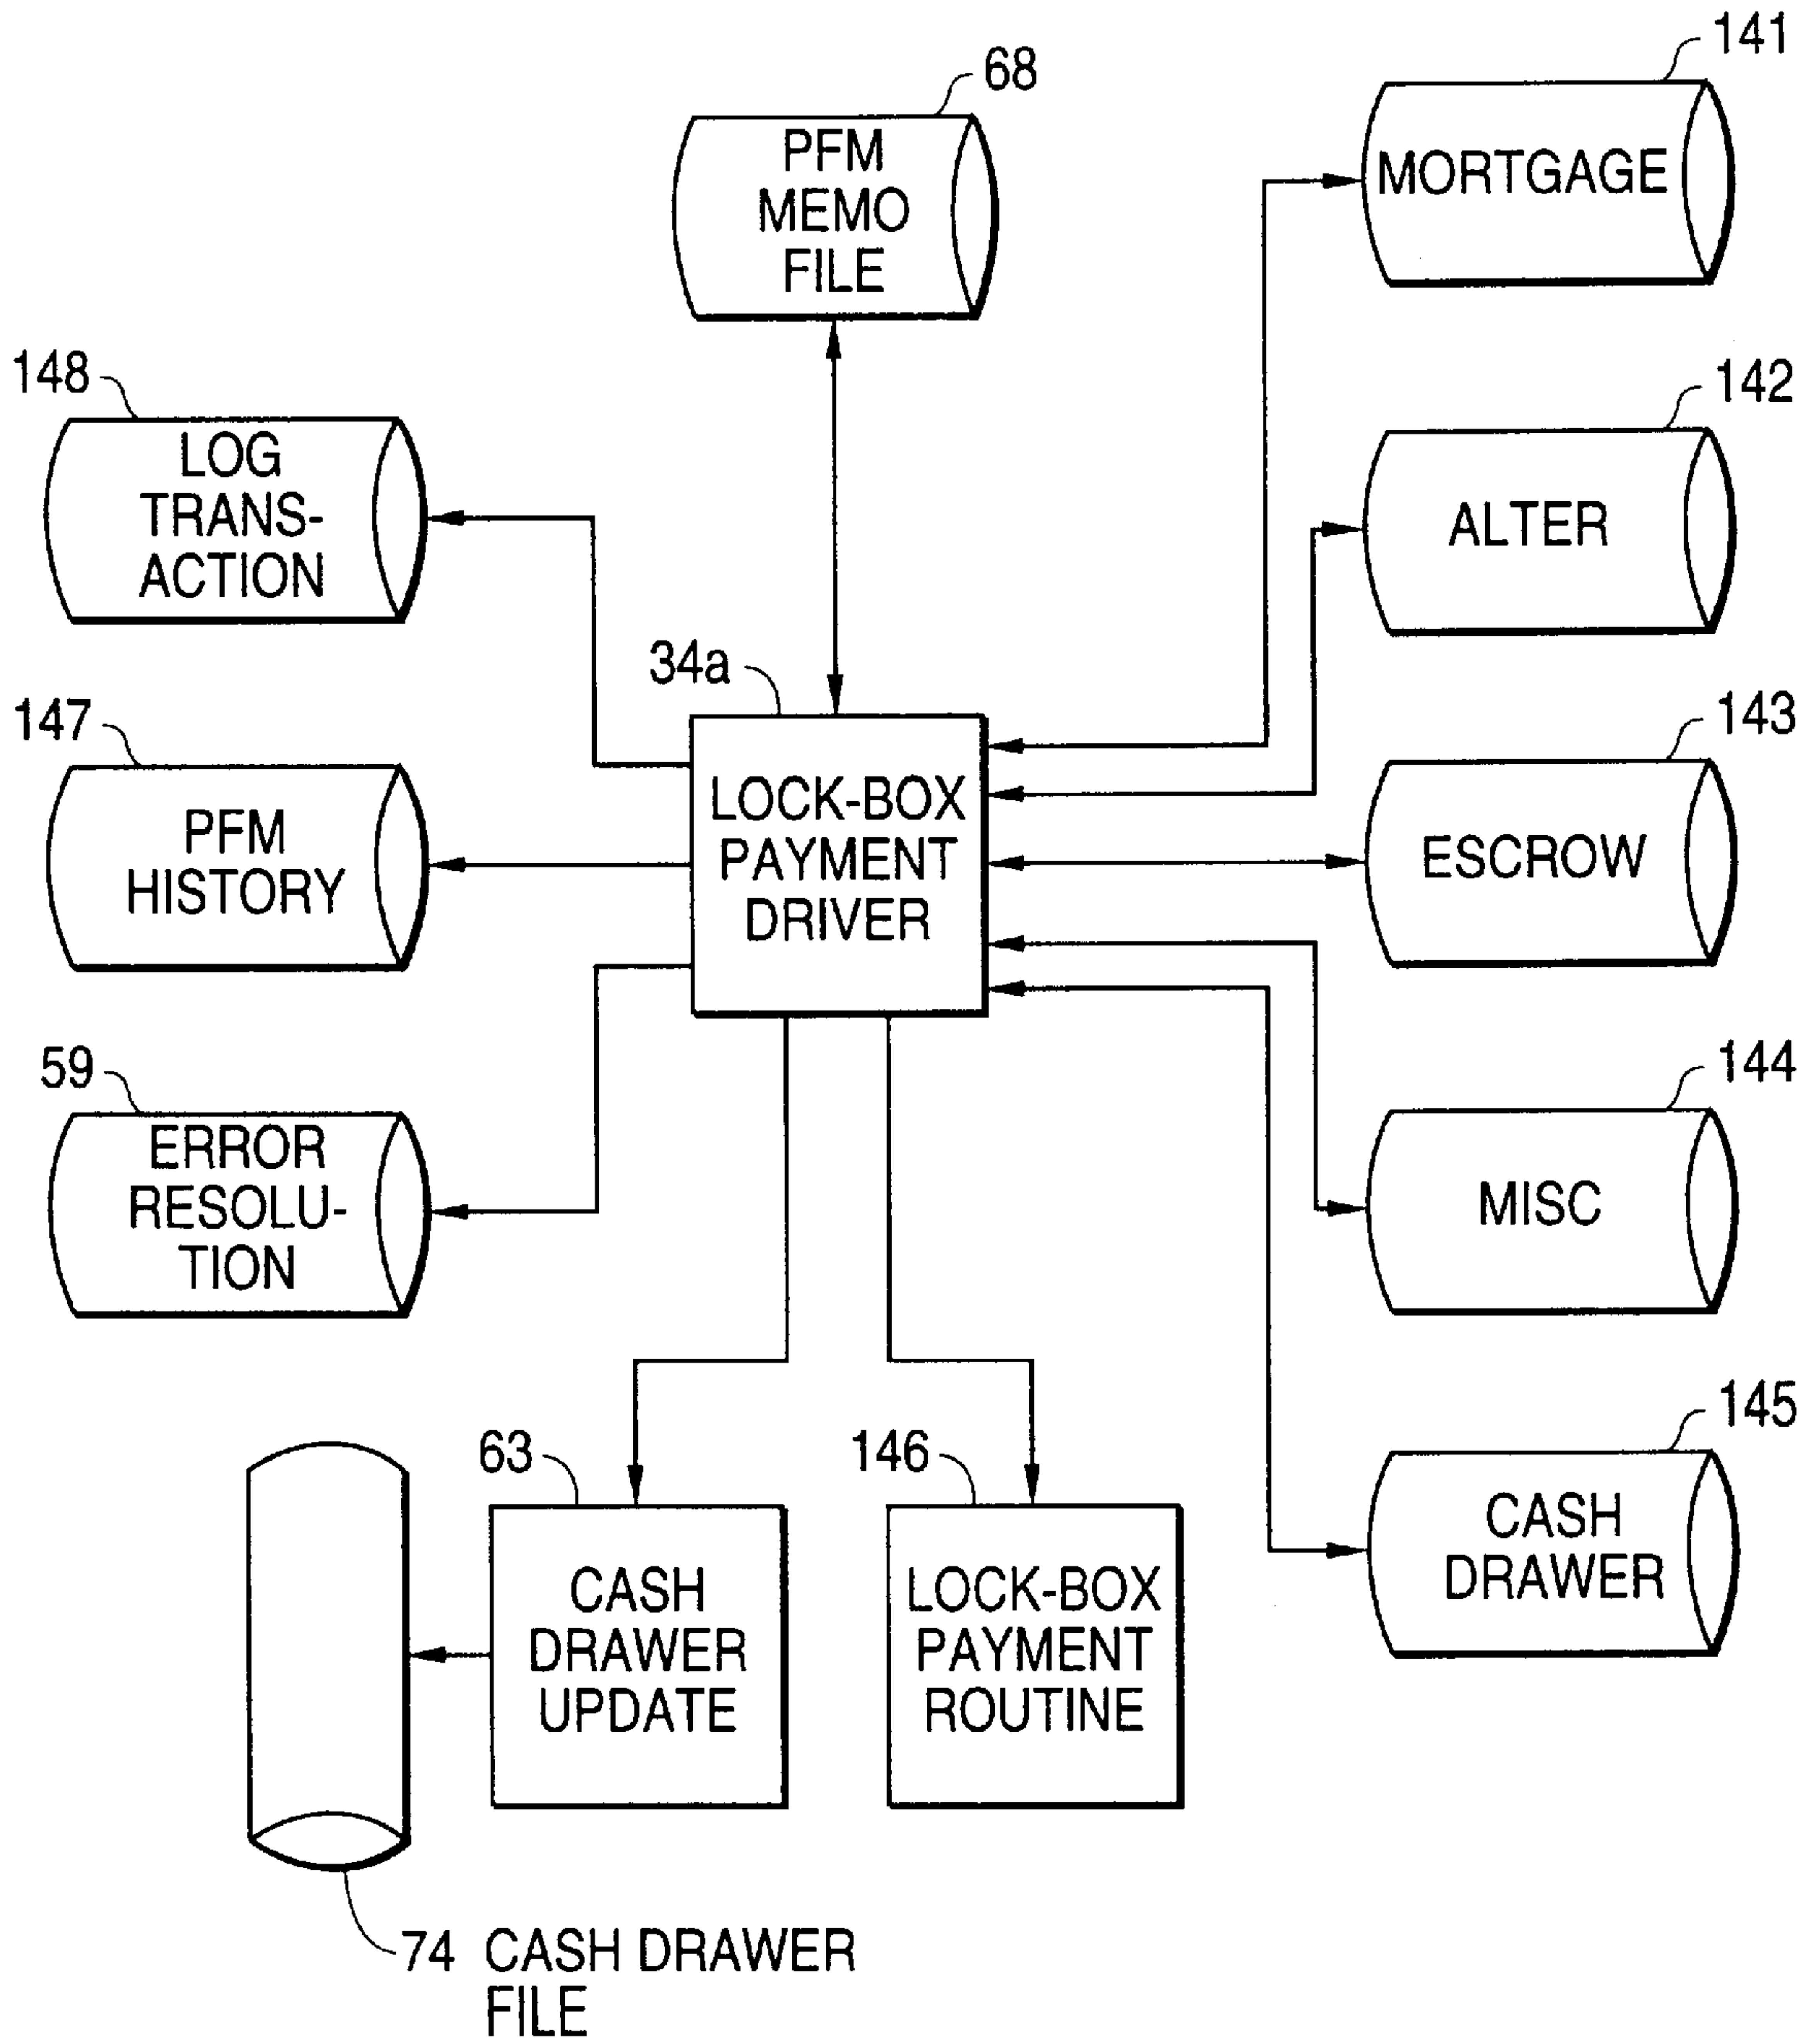 141
68
PFM
MEMO
FILE
MORTGAGE
148
LOG
TRANS-
ACTION
142
ALTER
34a
147
PFM
HISTORY
LOCK-BOX
PAYMENT
DRIVER
143
ESCROW
59
ERROR
RESOLU-
TION
144
MISC
63
CASH
DRAWER
UPDATE
146
LOCK-BOX
PAYMENT
ROUTINE
145
CASH
DRAWER
74 CASH DRAWER
FILE